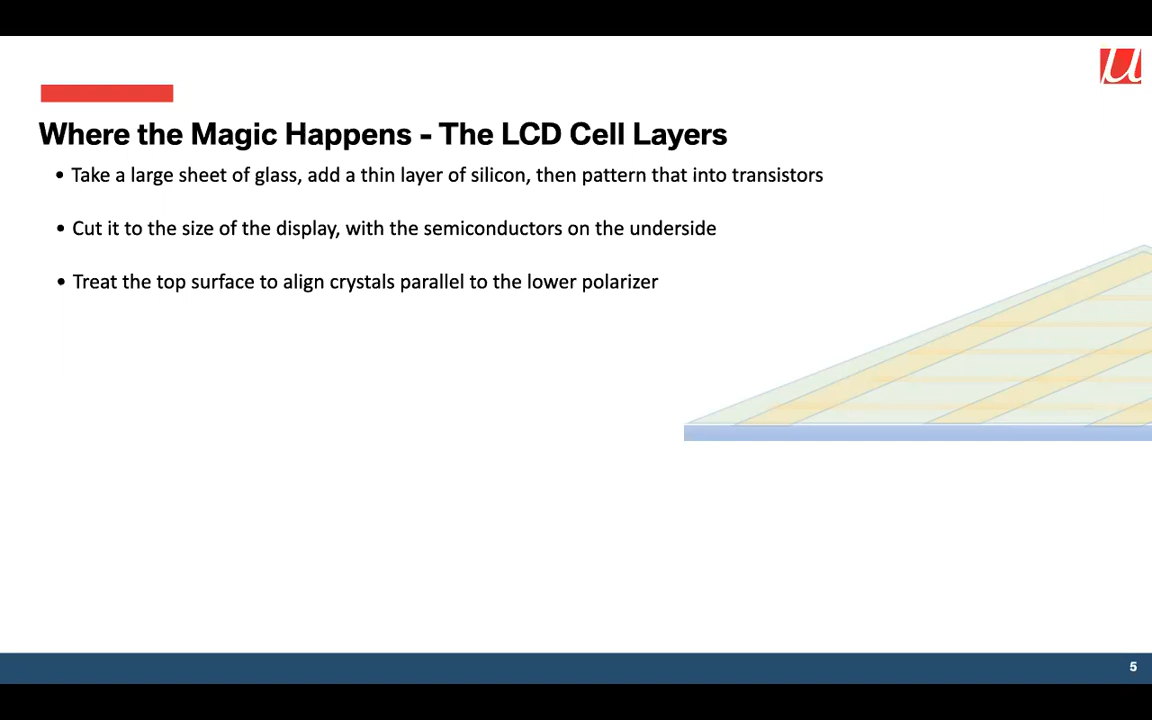 Where the Magic Happens - The LCD Cell Layers
• Take a large sheet of glass, add a thin layer of silicon, then pattern that into transistors
• Cut it to the size of the display, with the semiconductors on the underside
• Treat the top surface to align crystals parallel to the lower polarizer
5